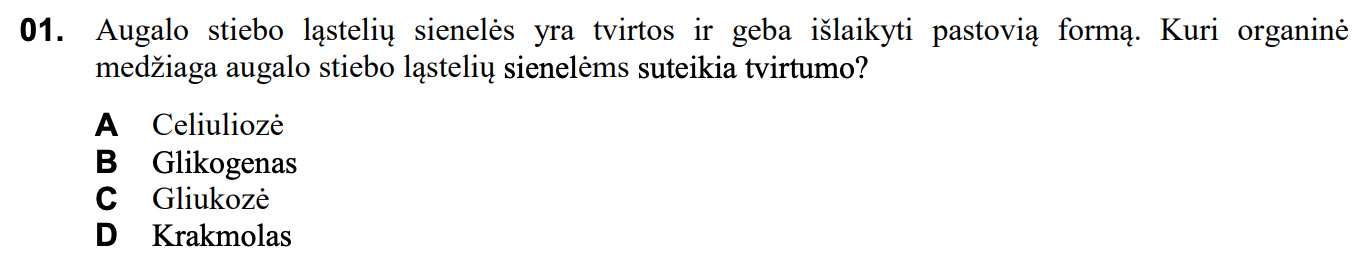 01. Augalo stiebo ląstelių sienelės yra tvirtos ir geba išlaikyti pastovią formą. Kuri organinė
medžiaga augalo stiebo ląstelių sienelėms suteikia tvirtumo?
A Celiuliozė
B Glikogenas
C Gliukozė
D Krakmolas